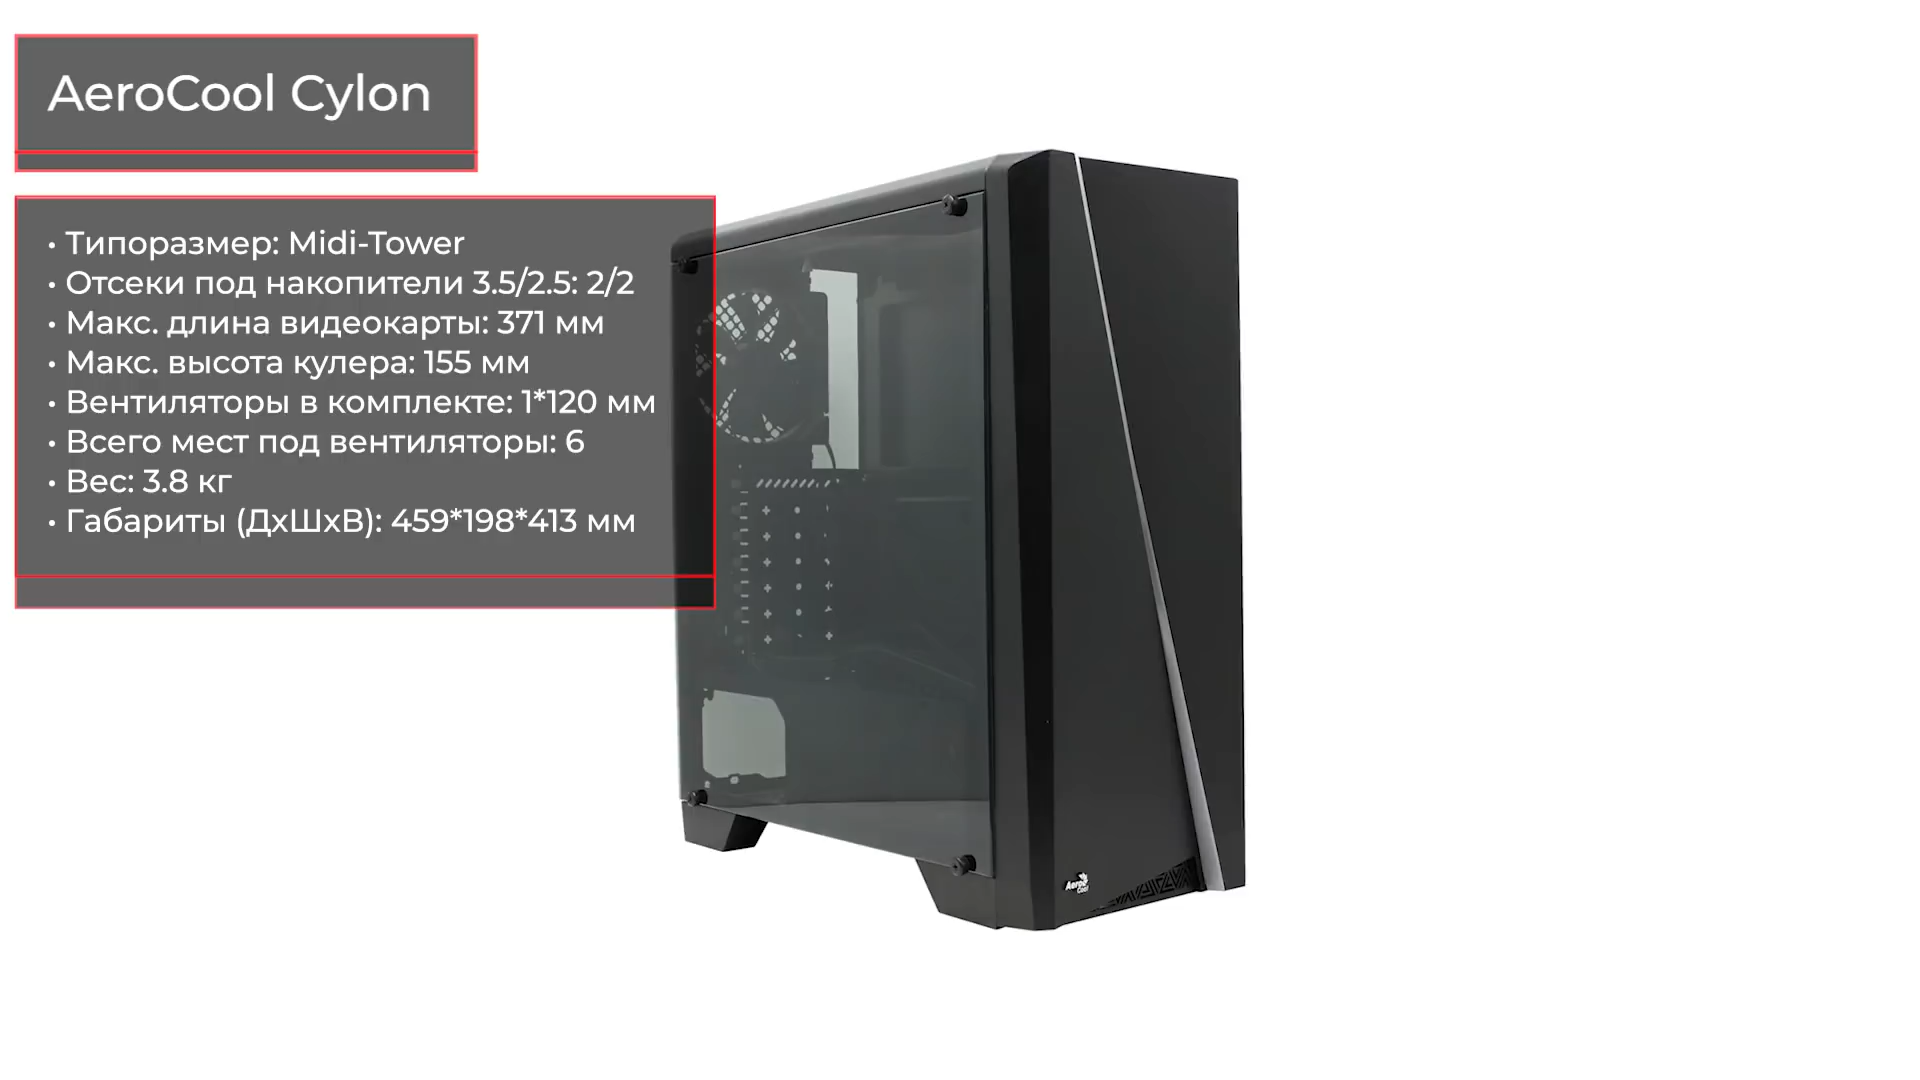 AeroCool Cylon
• Типоразмер: Midi-Tower
• Отсеки под накопители 3.5/2.5: 2/2
• Макс. длина видеокарты: 371 мм
• Макс. высота кулера: 155 мм
• Вентиляторы в комплекте: 1*120 мм
• Всего мест под вентиляторы: 6
• Вес: 3.8 кг
• Габариты (ДхШхВ): 459*198*413 мм
Aero
Cool